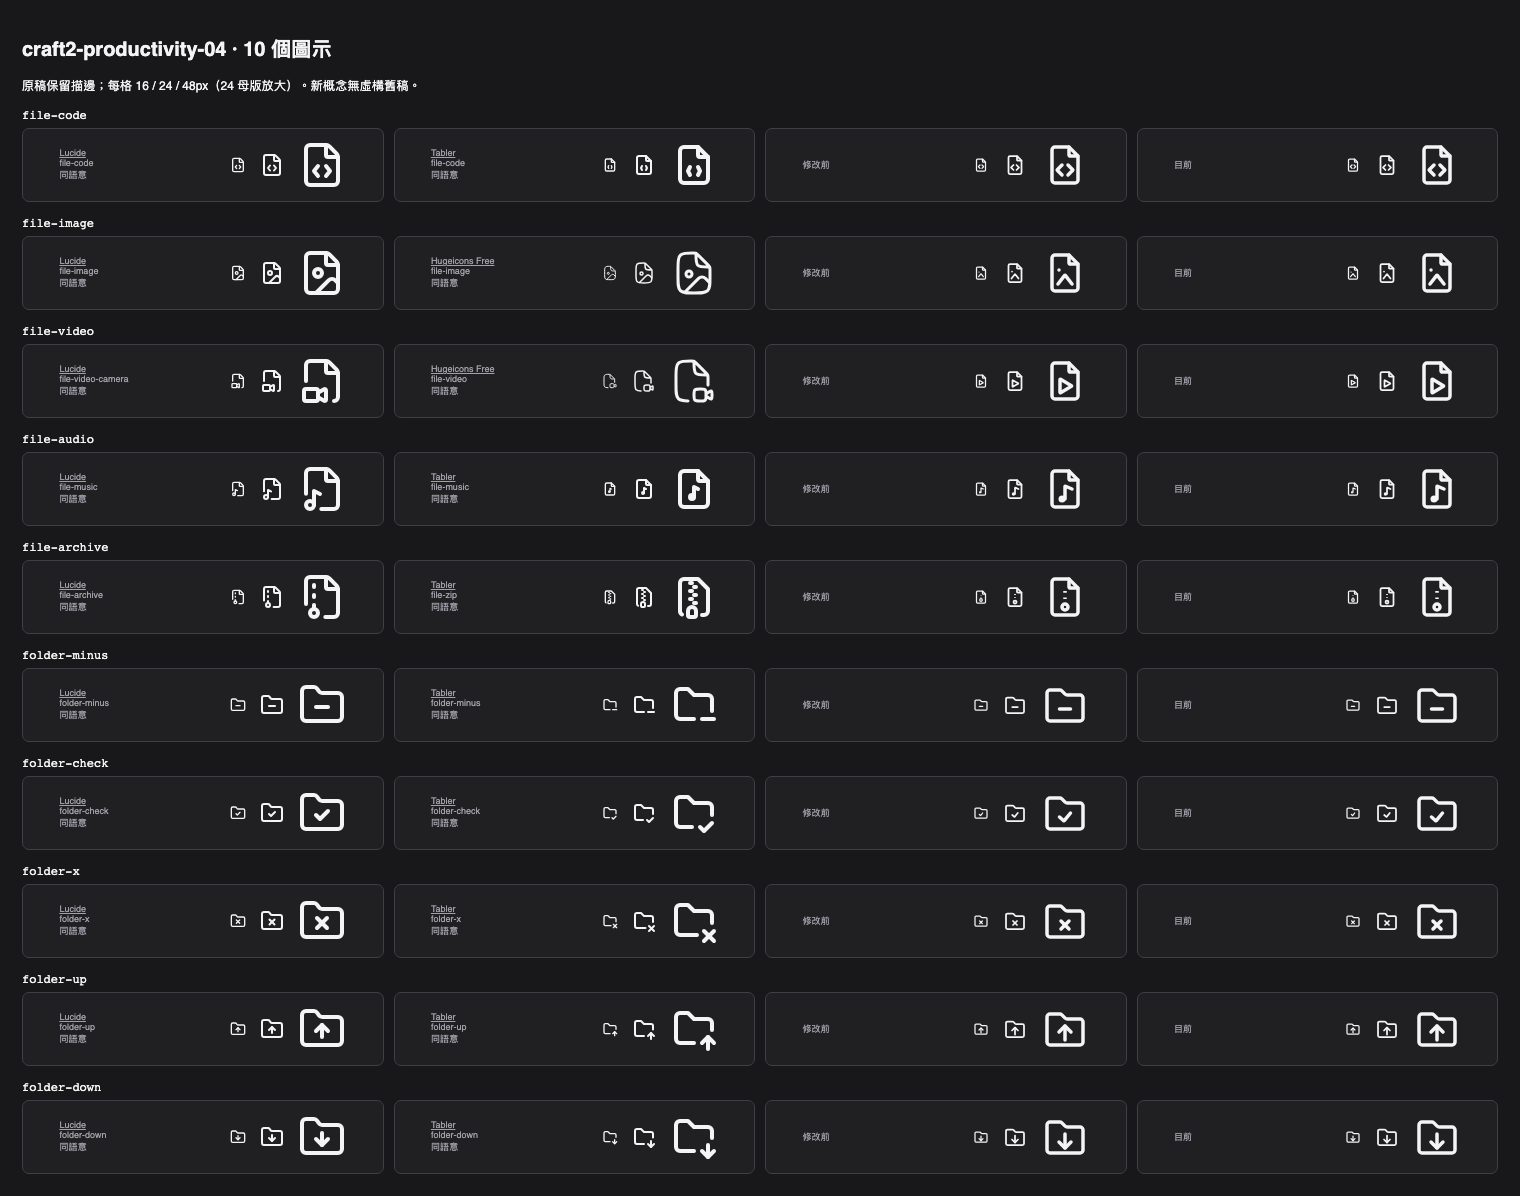 craft2-productivity-04 · 10 個圖示
原稿保留描邊；每格 16 / 24 / 48px（24 母版放大）。新概念無虛構舊稿。
file-code
Lucide
file-code
同語意
Tabler
file-code
同語意
修改前
目前
file-image
Lucide
file-image
同語意
Hugeicons Free
file-image
同語意
修改前
目前
file-video
Lucide
file-video-camera
同語意
Hugeicons Free
file-video
同語意
修改前
目前
file-audio
Lucide
file-music
同語意
Tabler
file-music
同語意
修改前
目前
file-archive
Lucide
file-archive
同語意
Tabler
file-zip
同語意
修改前
目前
folder-minus
Lucide
folder-minus
同語意
Tabler
folder-minus
同語意
修改前
目前
folder-check
Lucide
folder-check
同語意
Tabler
folder-check
同語意
修改前
目前
folder-x
Lucide
folder-x
同語意
Tabler
folder-x
同語意
修改前
目前
folder-up
Lucide
folder-up
同語意
Tabler
folder-up
同語意
修改前
目前
folder-down
Lucide
folder-down
同語意
Tabler
folder-down
同語意
修改前
目前